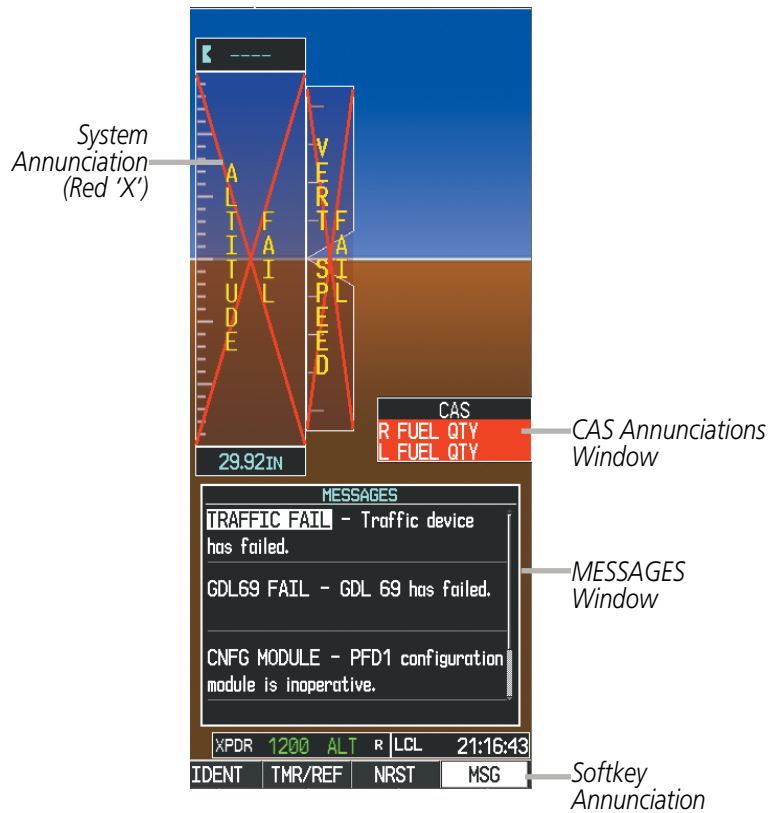 ----
System
Annunciation
(Red ‘X’)
ALTITUDE
FAIL
VERT SPEED
FAIL
CAS
R FUEL QTY
L FUEL QTY
CAS Annunciations
Window
29.92IN
MESSAGES
TRAFFIC FAIL – Traffic device
has failed.
GDL69 FAIL – GDL 69 has failed.
CNFG MODULE – PFD1 configuration
module is inoperative.
MESSAGES
Window
XPDR 1200 ALT R LCL 21:16:43
IDENT TMR/REF NRST MSG
Softkey
Annunciation